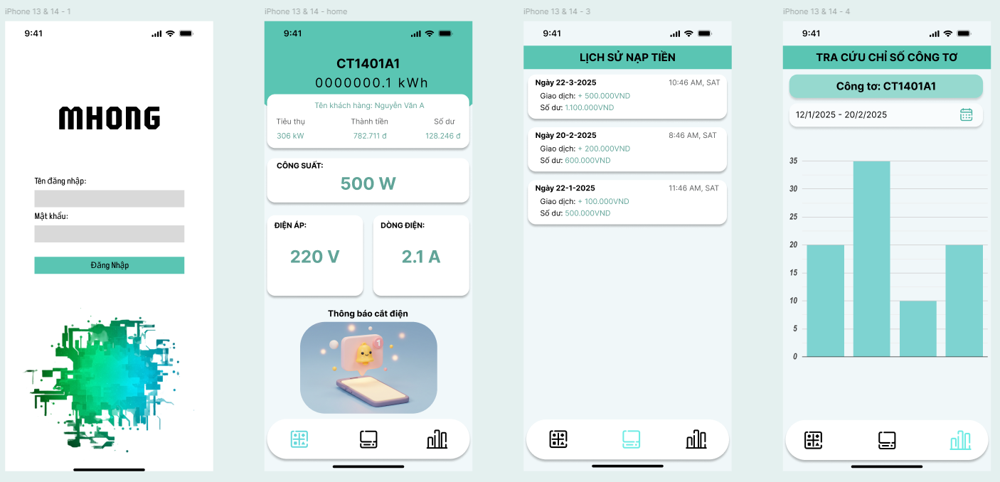 iPhone 13 & 14 - 1
9:41
MHONG
Tên đăng nhập:
Mật khẩu:
Đăng Nhập
iPhone 13 & 14 - home
9:41
CT1401A1
0000000.1 kWh
Tên khách hàng: Nguyễn Văn A
Tiêu thụ Thành tiền Số dư
306 kW 782.711 đ 128.246 đ
CÔNG SUẤT:
500 W
ĐIỆN ÁP: DÒNG ĐIỆN:
220 V 2.1 A
Thông báo cắt điện
1
iPhone 13 & 14 - 3
9:41
LỊCH SỬ NẠP TIỀN
Ngày 22-3-2025 10:46 AM, SAT
Giao dịch: + 500.000VND
Số dư: 1.100.000VND
Ngày 20-2-2025 8:46 AM, SAT
Giao dịch: + 200.000VND
Số dư: 600.000VND
Ngày 22-1-2025 11:46 AM, SAT
Giao dịch: + 100.000VND
Số dư: 500.000VND
iPhone 13 & 14 - 4
9:41
TRA CỨU CHỈ SỐ CÔNG TƠ
Công tơ: CT1401A1
12/1/2025 - 20/2/2025
35
30
25
20
15
10
5
0